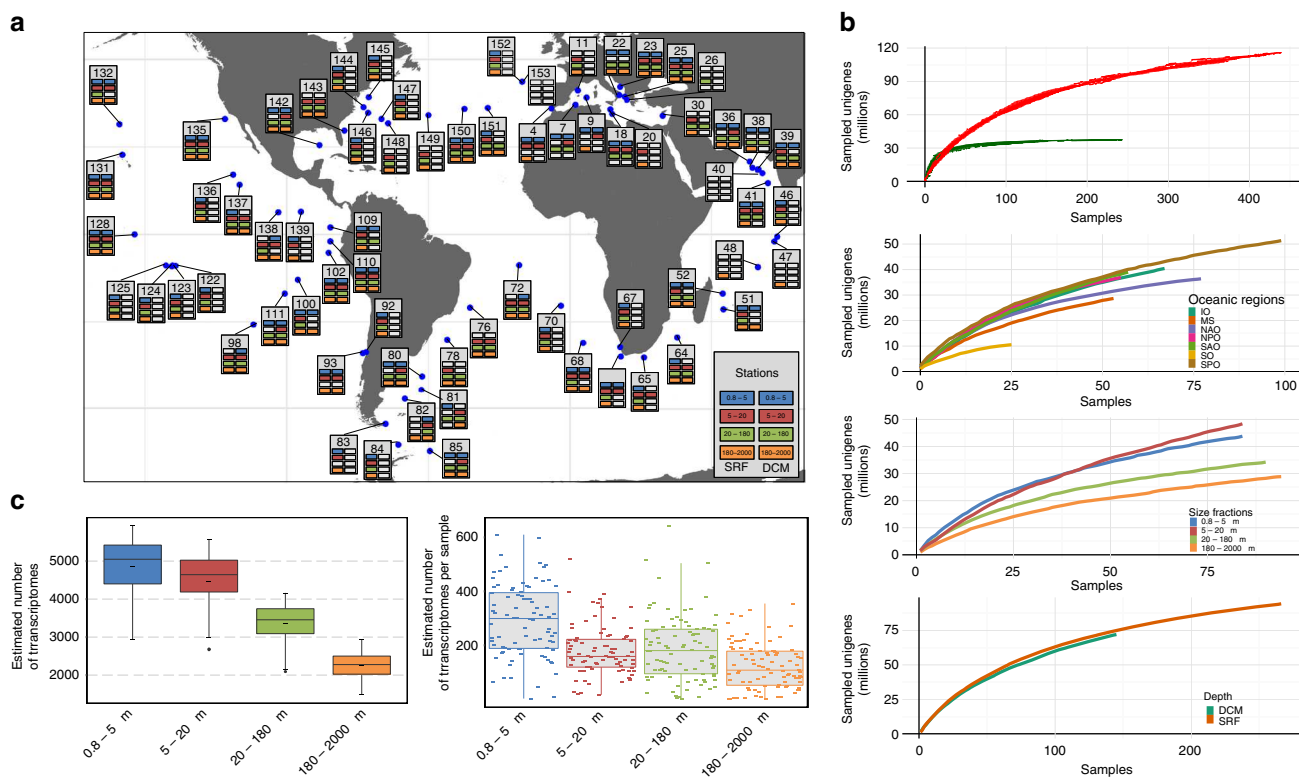 a
132
131
128
135
136
137
138
139
125
124
123
122
111
100
98
142
143
144
145
146
147
148
149
150
151
152
153
109
110
102
92
93
80
81
82
83
84
85
78
76
72
70
68
67
65
64
4
7
9
11
18
20
22
23
25
26
30
36
38
39
40
41
46
47
48
52
51
Stations
0.8 – 5 0.8 – 5
5 – 20 5 – 20
20 – 180 20 – 180
180 – 2000 180 – 2000
SRF DCM
b
Sampled unigenes
(millions)
120
90
60
30
0
0 100 200 300 400
Samples
Sampled unigenes
(millions)
50
40
30
20
10
0
0 25 50 75 100
Samples
Oceanic regions
IO
MS
NAO
NPO
SAO
SO
SPO
Sampled unigenes
(millions)
50
40
30
20
10
0
0 25 50 75
Samples
Size fractions
0.8 – 5 m
5 – 20 m
20 – 180 m
180 – 2000 m
Sampled unigenes
(millions)
75
50
25
0
0 100 200
Samples
Depth
DCM
SRF
c
Estimated number
of transcriptomes
5000
4000
3000
2000
0.8 – 5 m
5 – 20 m
20 – 180 m
180 – 2000 m
Estimated number
of transcriptomes per sample
600
400
200
0.8 – 5 m
5 – 20 m
20 – 180 m
180 – 2000 m